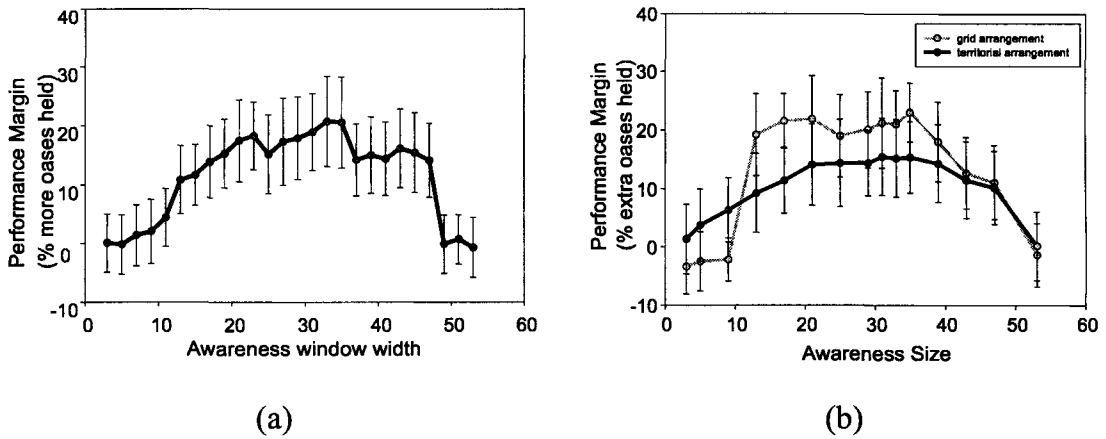 Performance Margin
(% more oases held)
40
30
20
10
0
-10
0 10 20 30 40 50 60
Awareness window width
(a)
Performance Margin
(% extra oases held)
40
30
20
10
0
-10
grid arrangement
territorial arrangement
0 10 20 30 40 50 60
Awareness Size
(b)